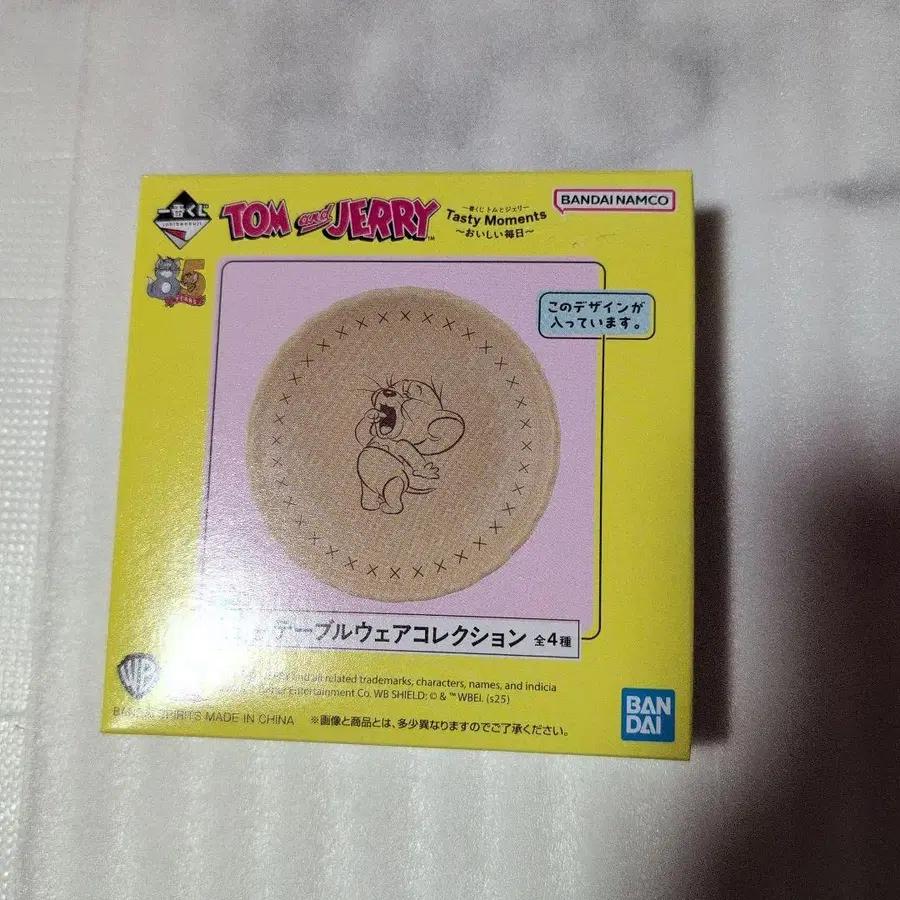 一番くじ
TOM and JERRY™
一番くじ トムとジェリー
Tasty Moments
～おいしい毎日～
BANDAI NAMCO
85
YEARS
このデザインが
入っています。
テーブルウェアコレクション 全4種
and all related trademarks, characters, names, and indicia
Entertainment Co. WB SHIELD: © & ™ WBEI. (s25)
SPIRITS MADE IN CHINA ※画像と商品とは、多少異なりますのでご了承ください。
BAN
DAI